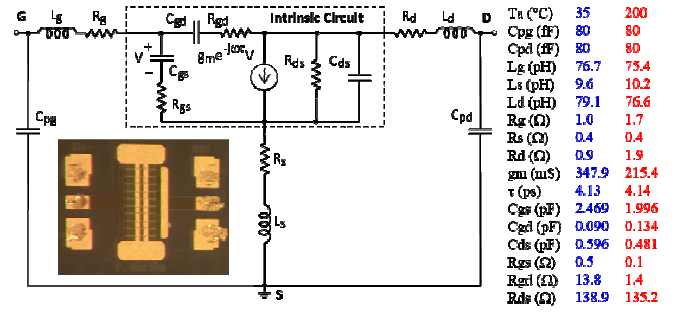 G Lg Rg Cgd Rgd Intrinsic Circuit Rd Ld D
V + − Cgs gme-jωτV Rds Cds
Rgs
Cpg Cpd
Rs
Ls
S
Ta (°C) 35 200
Cpg (fF) 80 80
Cpd (fF) 80 80
Lg (pH) 76.7 75.4
Ls (pH) 9.6 10.2
Ld (pH) 79.1 76.6
Rg (Ω) 1.0 1.7
Rs (Ω) 0.4 0.4
Rd (Ω) 0.9 1.9
gm (mS) 347.9 215.4
τ (ps) 4.13 4.14
Cgs (pF) 2.469 1.996
Cgd (pF) 0.090 0.134
Cds (pF) 0.596 0.481
Rgs (Ω) 0.5 0.1
Rgd (Ω) 13.8 1.4
Rds (Ω) 138.9 135.2